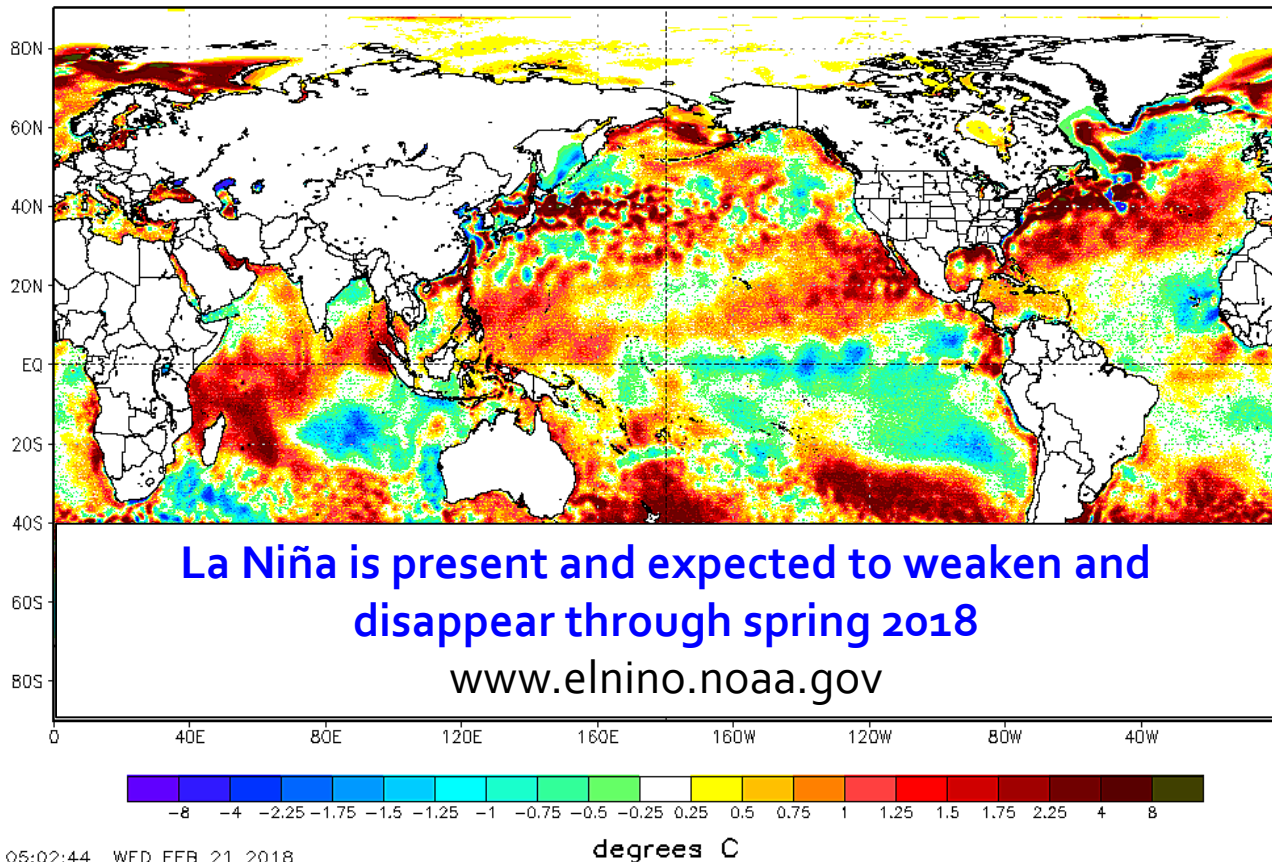 80N
60N
40N
20N
EQ
20S
40S
La Niña is present and expected to weaken and
disappear through spring 2018
60S
www.elnino.noaa.gov
80S
0 40E 80E 120E 160E 160W 120W 80W 40W
-8 -4 -2.25 -1.75 -1.5 -1.25 -1 -0.75 -0.5 -0.25 0.25 0.5 0.75 1 1.25 1.5 1.75 2.25 4 8
degrees C
05:02:44 WED FEB 21 2018